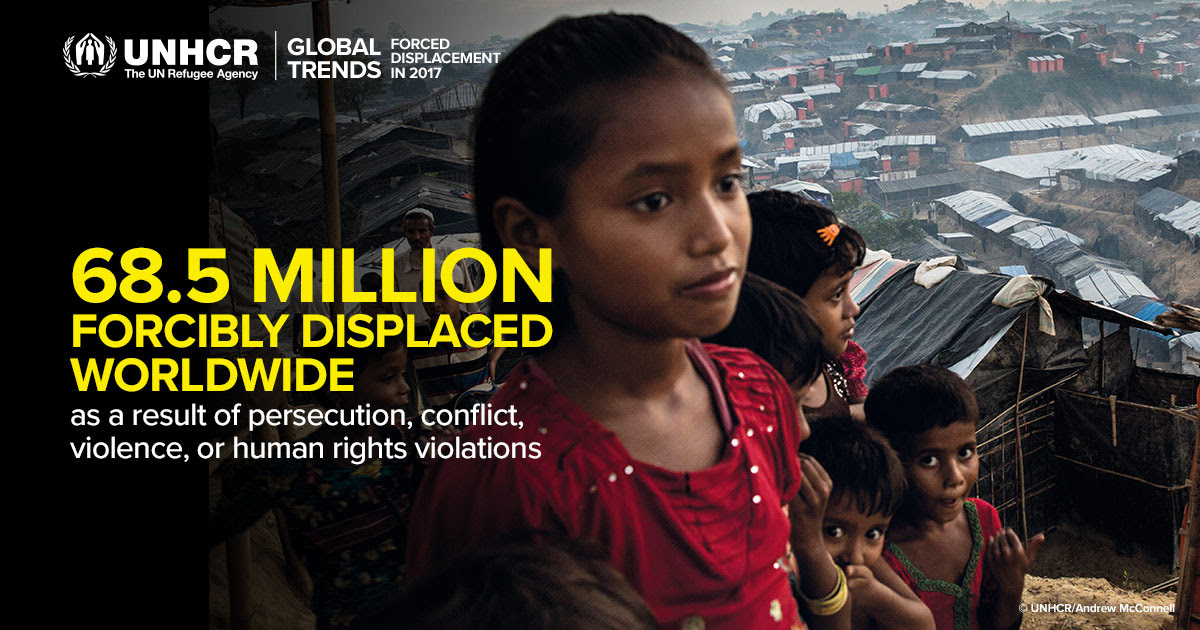 UNHCR
The UN Refugee Agency
GLOBAL
TRENDS
FORCED
DISPLACEMENT
IN 2017
68.5 MILLION
FORCIBLY DISPLACED
WORLDWIDE
as a result of persecution, conflict,
violence, or human rights violations
© UNHCR/Andrew McConnell